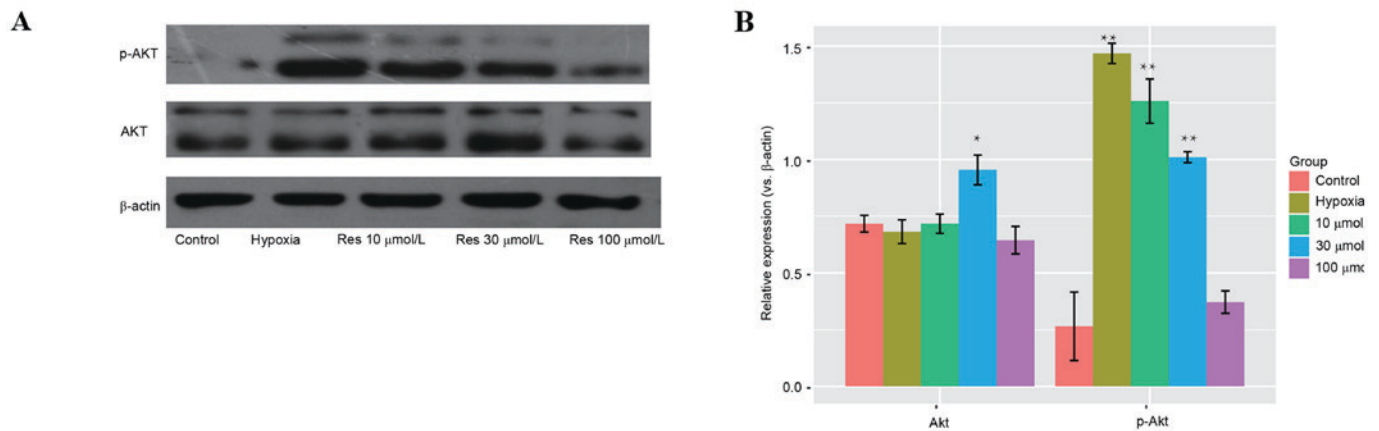 A
p-AKT
AKT
β-actin
Control Hypoxia Res 10 μmol/L Res 30 μmol/L Res 100 μmol/L
B
Relative expression (vs. β-actin)
1.5
1.0
0.5
0.0
**
**
**
*
Akt p-Akt
Group
Control
Hypoxia
10 μmol
30 μmol
100 μmo